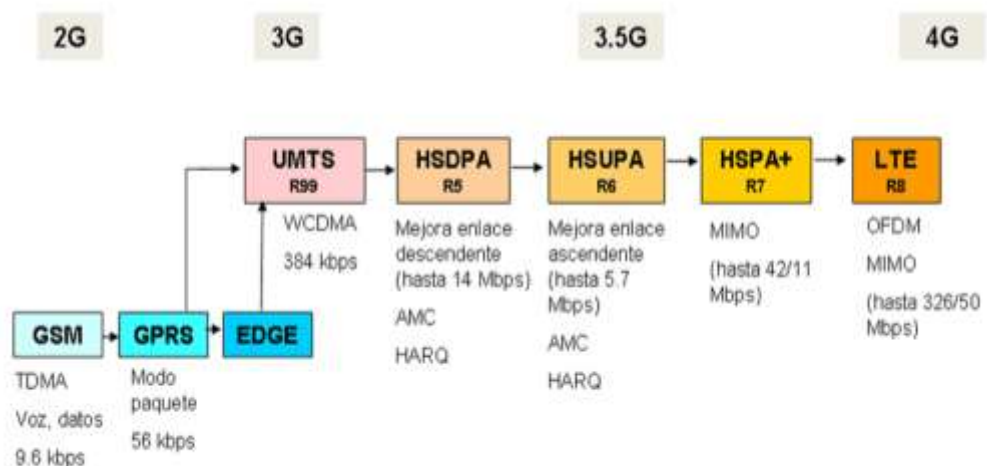 2G
3G
3.5G
4G
UMTS
R99
HSDPA
R5
HSUPA
R6
HSPA+
R7
LTE
R8
WCDMA
384 kbps
Mejora enlace
descendente
(hasta 14 Mbps)
AMC
HARQ
Mejora enlace
ascendente
(hasta 5.7
Mbps)
AMC
HARQ
MIMO
(hasta 42/11
Mbps)
OFDM
MIMO
(hasta 326/50
Mbps)
GSM
GPRS
EDGE
TDMA
Voz, datos
9.6 kbps
Modo
paquete
56 kbps